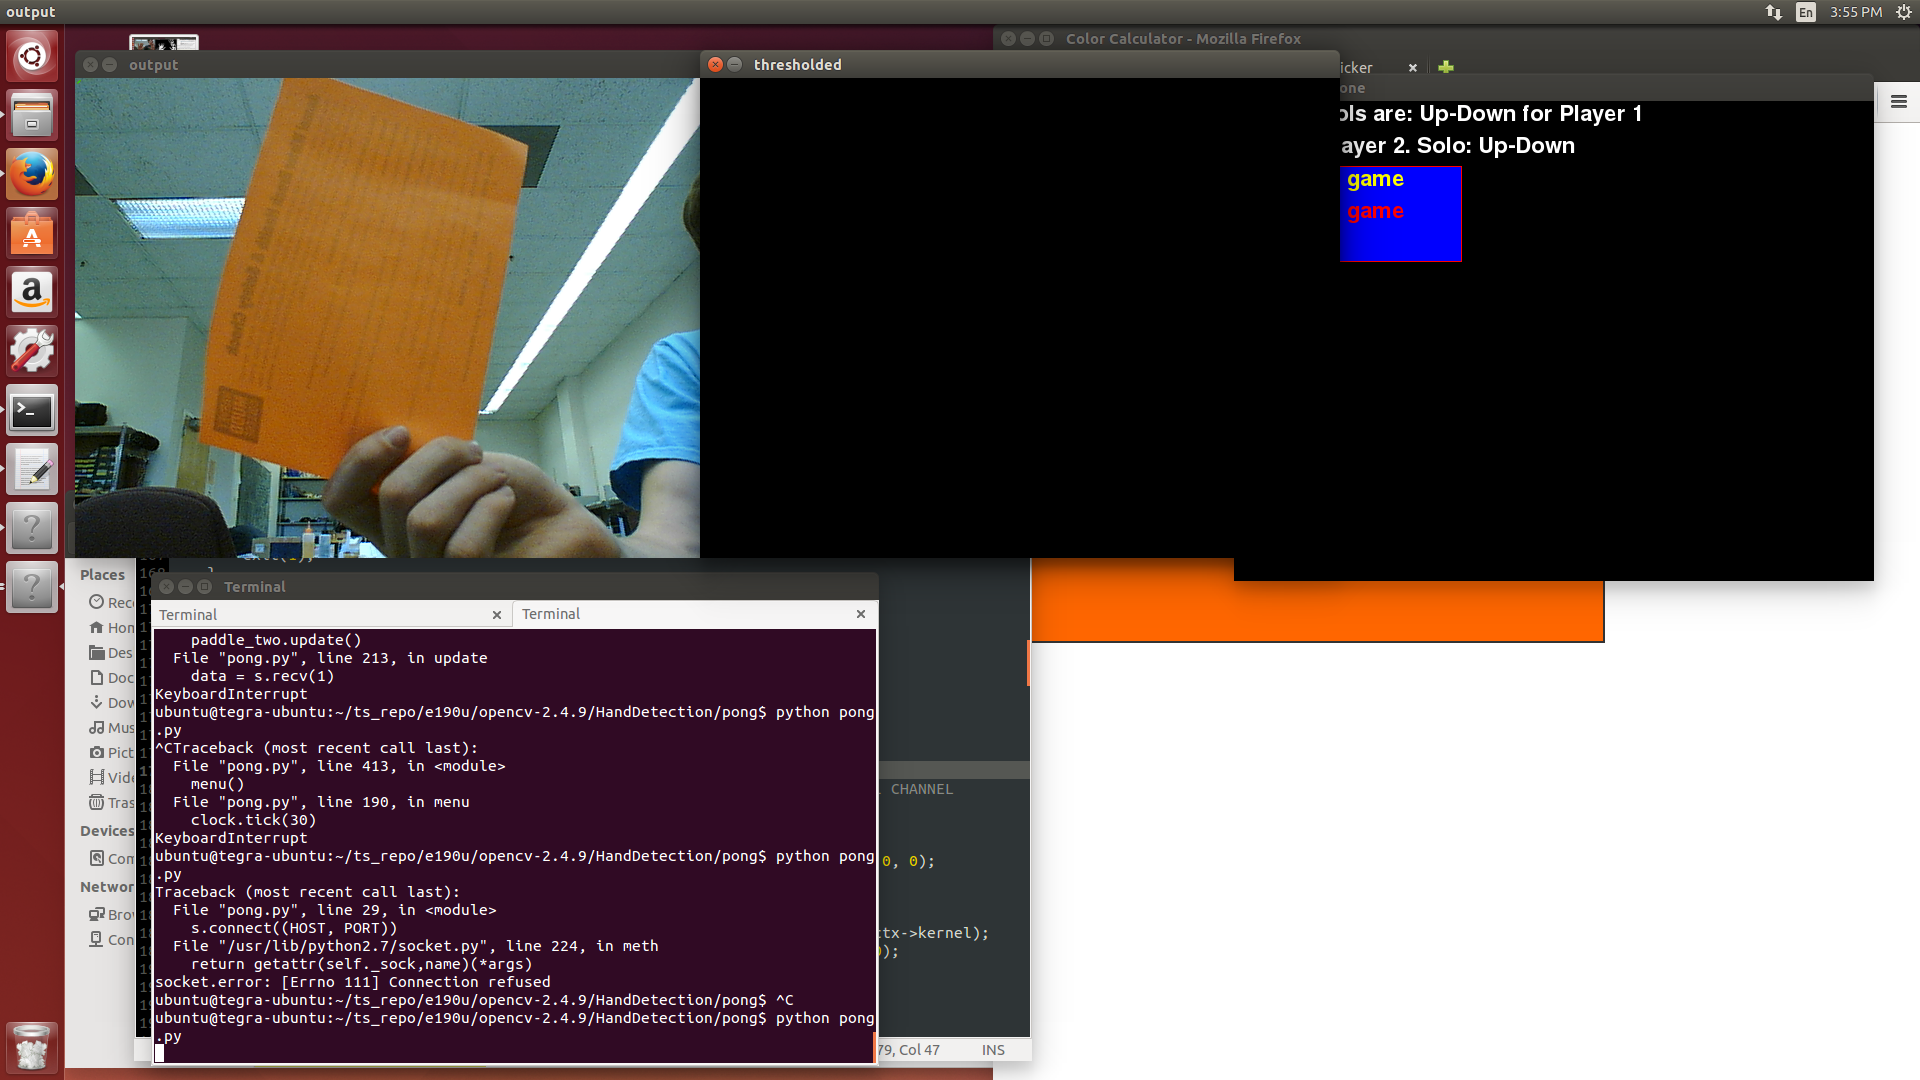 output
En
3:55 PM
Color Calculator - Mozilla Firefox
output
thresholded
icker
one
ols are: Up-Down for Player 1
ayer 2. Solo: Up-Down
game
game
Places
Rec
Hon
Des
Doc
Dow
Mus
Pict
Vide
Tras
Devices
Con
Networ
Brow
Con
168
Terminal
Terminal
Terminal
paddle_two.update()
File "pong.py", line 213, in update
data = s.recv(1)
KeyboardInterrupt
ubuntu@tegra-ubuntu:~/ts_repo/e190u/opencv-2.4.9/HandDetection/pong$ python pong
.py
^CTraceback (most recent call last):
File "pong.py", line 413, in <module>
menu()
File "pong.py", line 190, in menu
clock.tick(30)
KeyboardInterrupt
ubuntu@tegra-ubuntu:~/ts_repo/e190u/opencv-2.4.9/HandDetection/pong$ python pong
.py
Traceback (most recent call last):
File "pong.py", line 29, in <module>
s.connect((HOST, PORT))
File "/usr/lib/python2.7/socket.py", line 224, in meth
return getattr(self._sock,name)(*args)
socket.error: [Errno 111] Connection refused
ubuntu@tegra-ubuntu:~/ts_repo/e190u/opencv-2.4.9/HandDetection/pong$ ^C
ubuntu@tegra-ubuntu:~/ts_repo/e190u/opencv-2.4.9/HandDetection/pong$ python pong
.py
CHANNEL
0, 0);
tx->kernel);
);
79, Col 47
INS